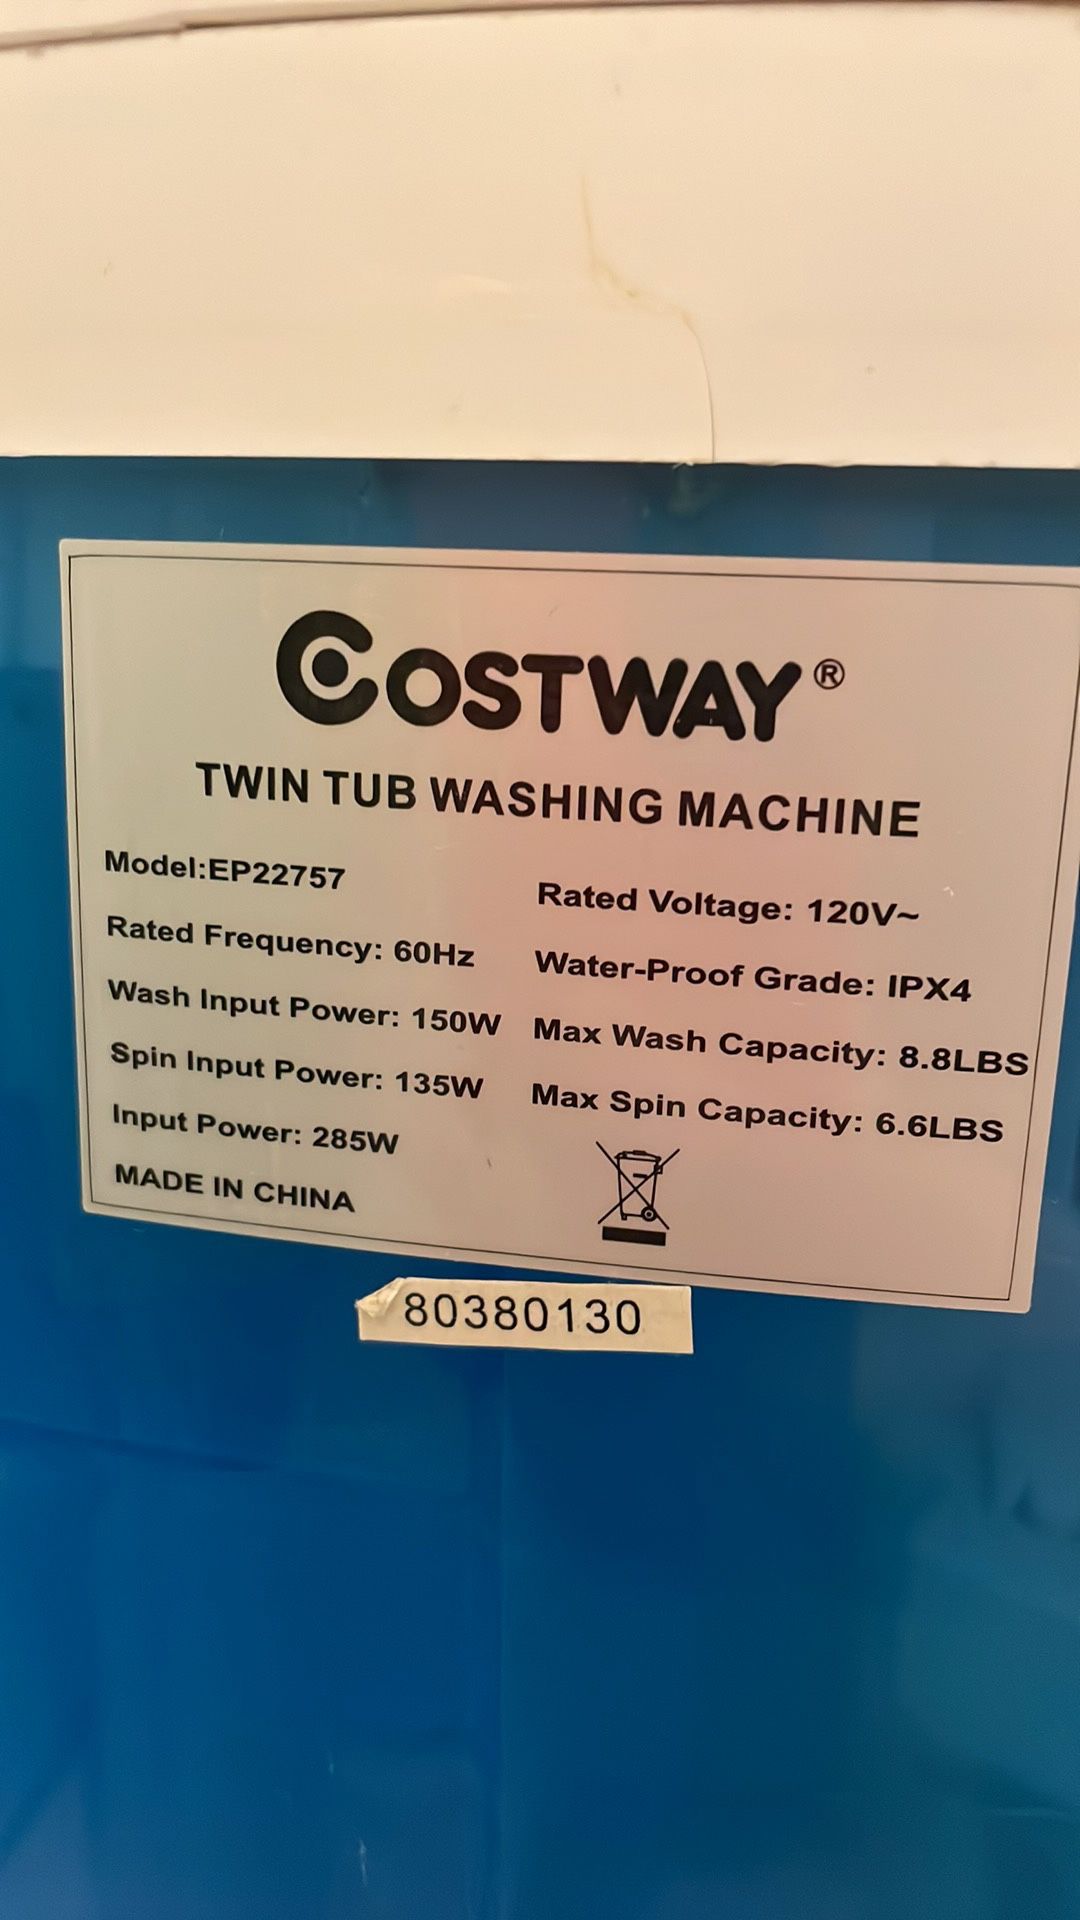 COSTWAY®
TWIN TUB WASHING MACHINE
Model:EP22757
Rated Voltage: 120V~
Rated Frequency: 60Hz
Water-Proof Grade: IPX4
Wash Input Power: 150W
Max Wash Capacity: 8.8LBS
Spin Input Power: 135W
Max Spin Capacity: 6.6LBS
Input Power: 285W
MADE IN CHINA
80380130